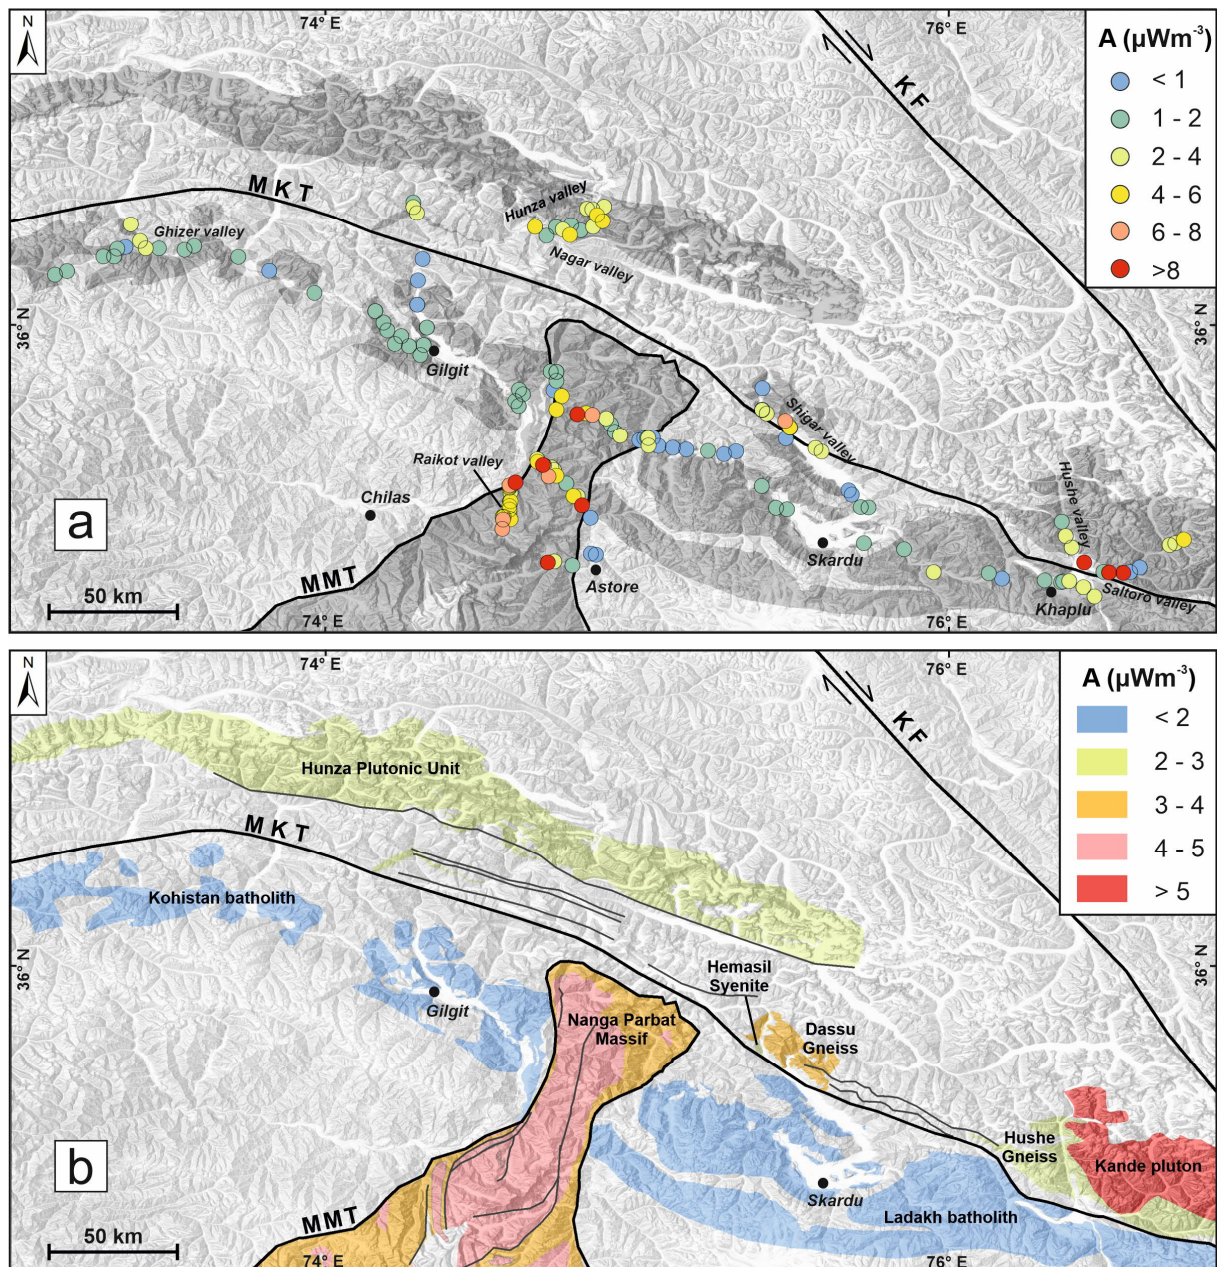 N
74° E
76° E
A (µWm⁻³)
< 1
1 - 2
2 - 4
4 - 6
6 - 8
>8
KF
MKT
Hunza valley
Ghizer valley
Nagar valley
36° N
36° N
Gilgit
Shigar valley
Raikot valley
Chilas
Hushe valley
a
Skardu
MMT
Astore
Saltoro valley
Khaplu
50 km
74° E
76° E
N
74° E
76° E
A (µWm⁻³)
< 2
2 - 3
3 - 4
4 - 5
> 5
KF
Hunza Plutonic Unit
MKT
Kohistan batholith
36° N
36° N
Hemasil
Syenite
Gilgit
Nanga Parbat
Massif
Dassu
Gneiss
Hushe
Gneiss
Kande pluton
b
Skardu
Ladakh batholith
MMT
50 km
74° E
76° E